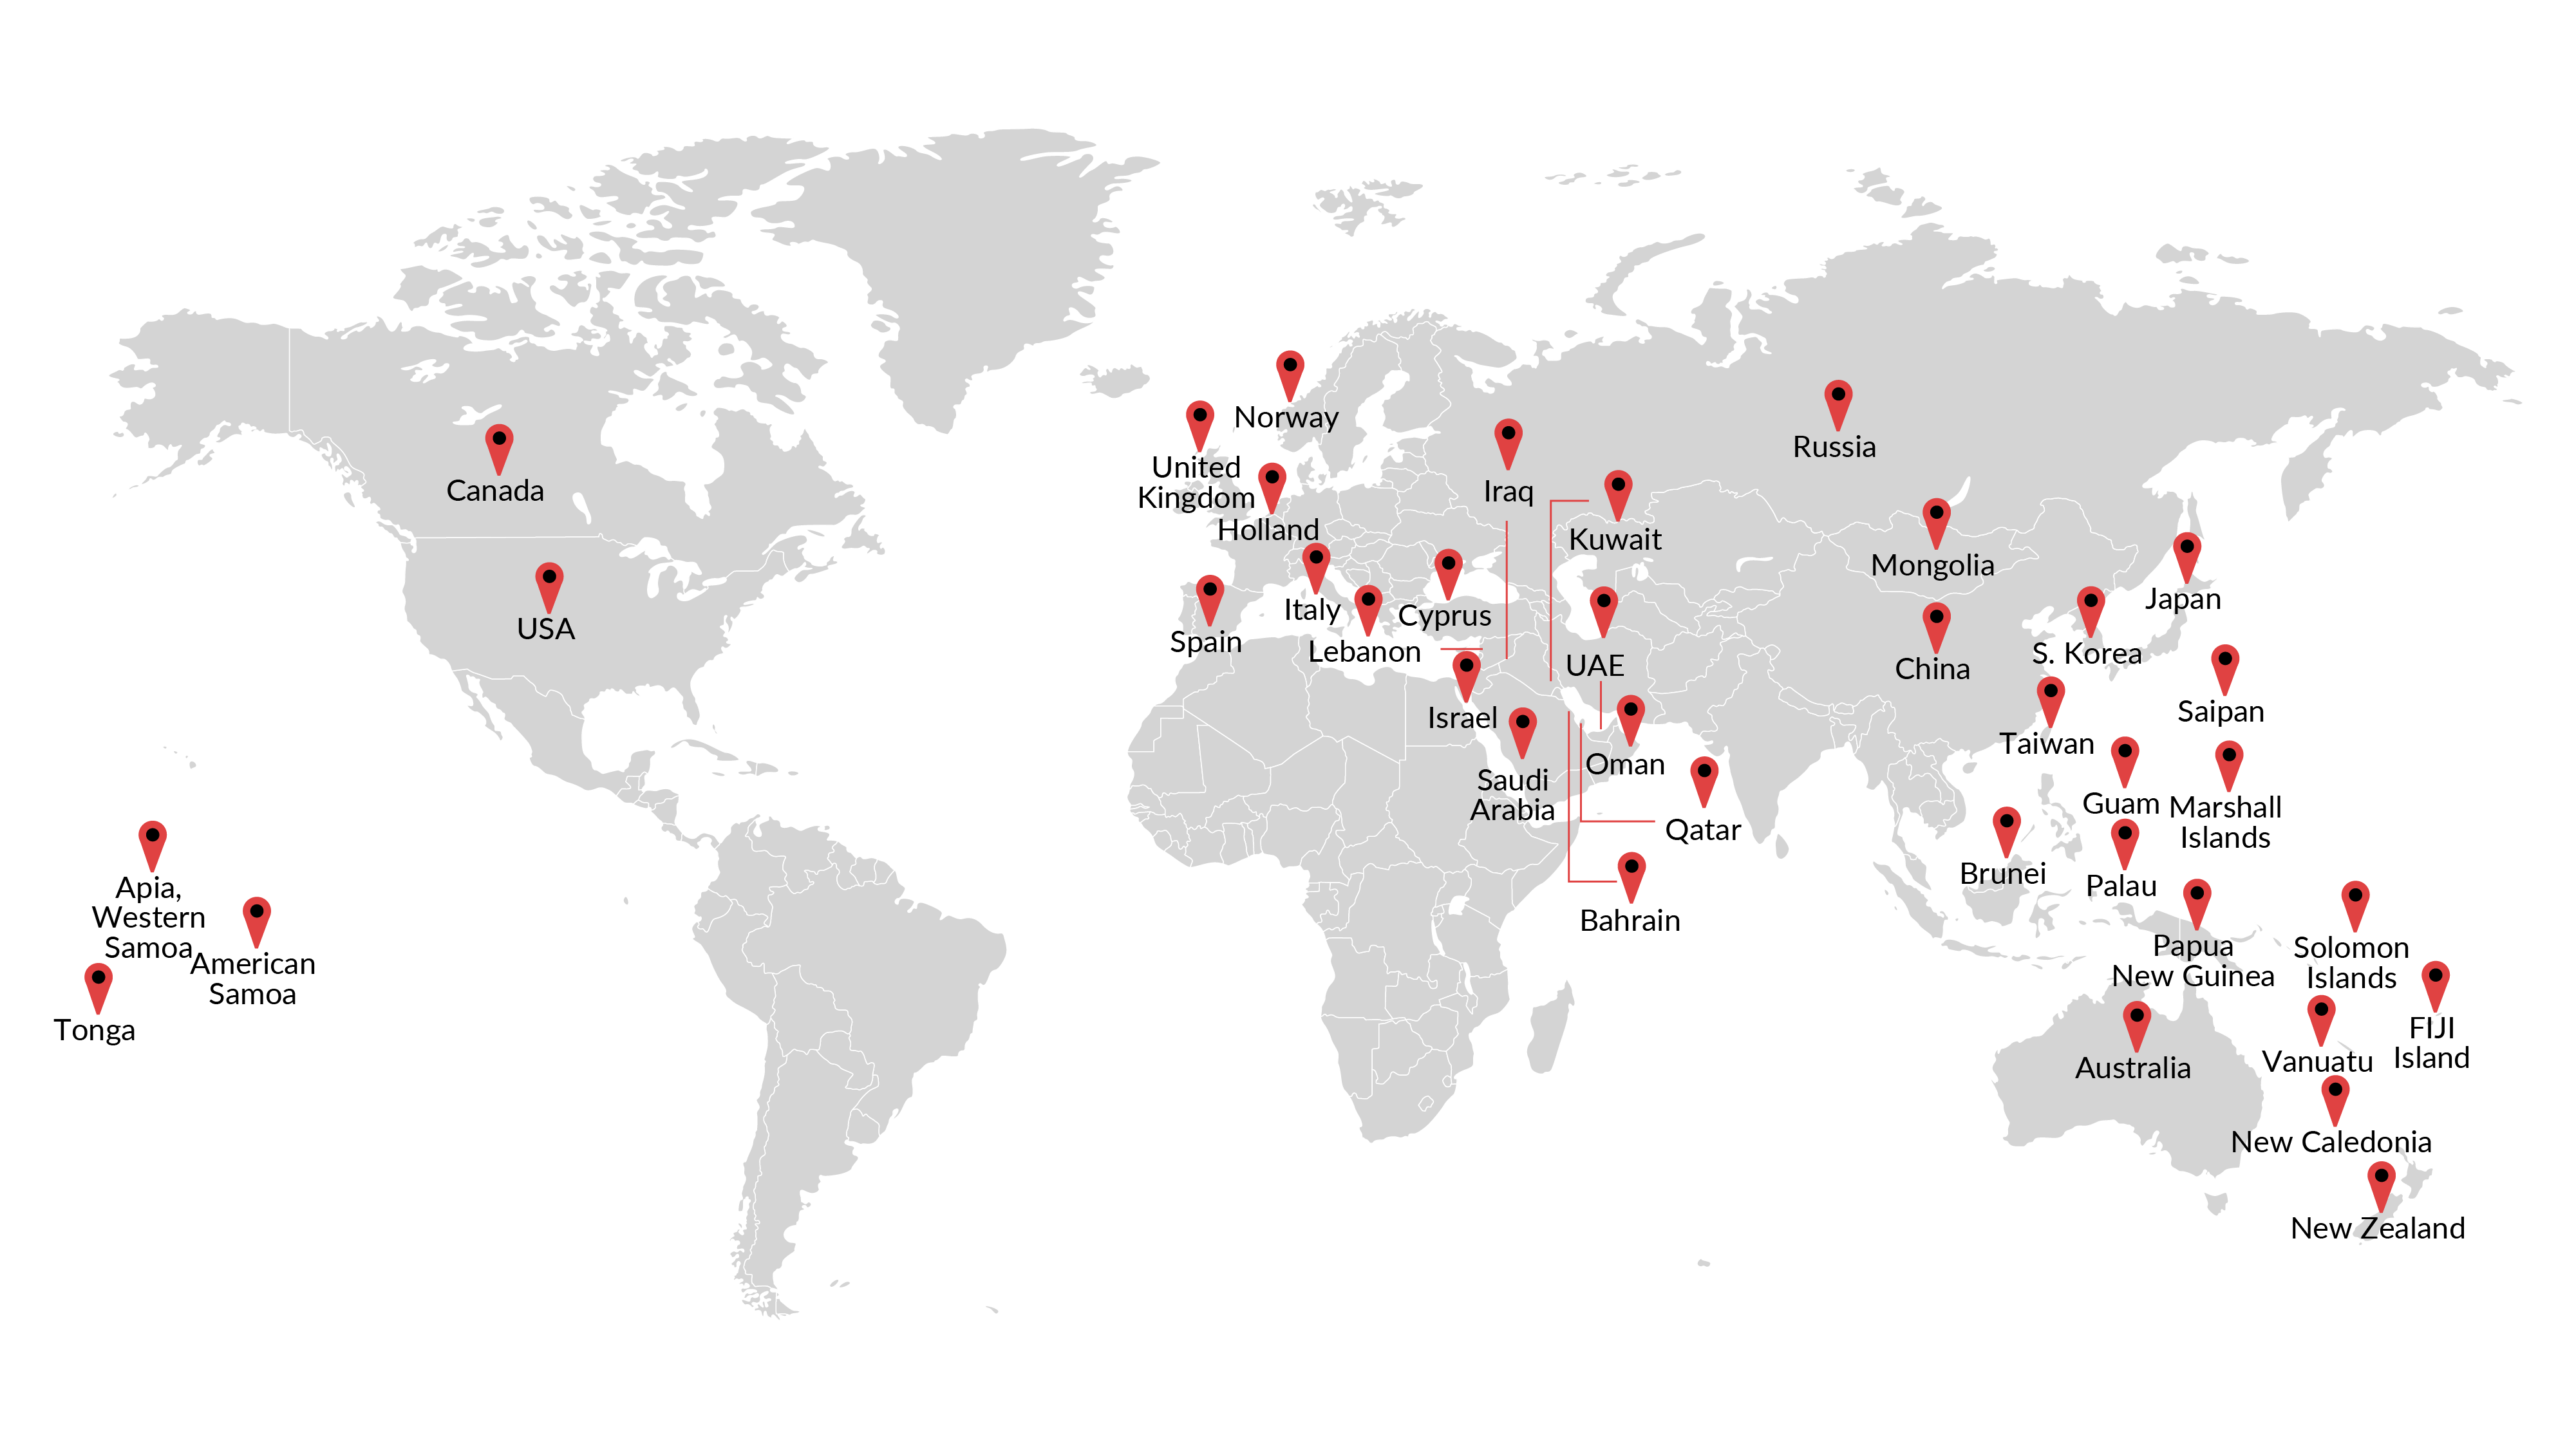 Norway
Canada
United
Kingdom
Holland
Iraq
Russia
Kuwait
Mongolia
USA
Spain
Italy
Lebanon
Cyprus
UAE
China
Japan
S. Korea
Israel
Saipan
Saudi
Arabia
Oman
Taiwan
Qatar
Guam
Marshall
Islands
Apia,
Western
Samoa
American
Samoa
Tonga
Bahrain
Brunei
Palau
Papua
New Guinea
Solomon
Islands
FIJI
Island
Australia
Vanuatu
New Caledonia
New Zealand